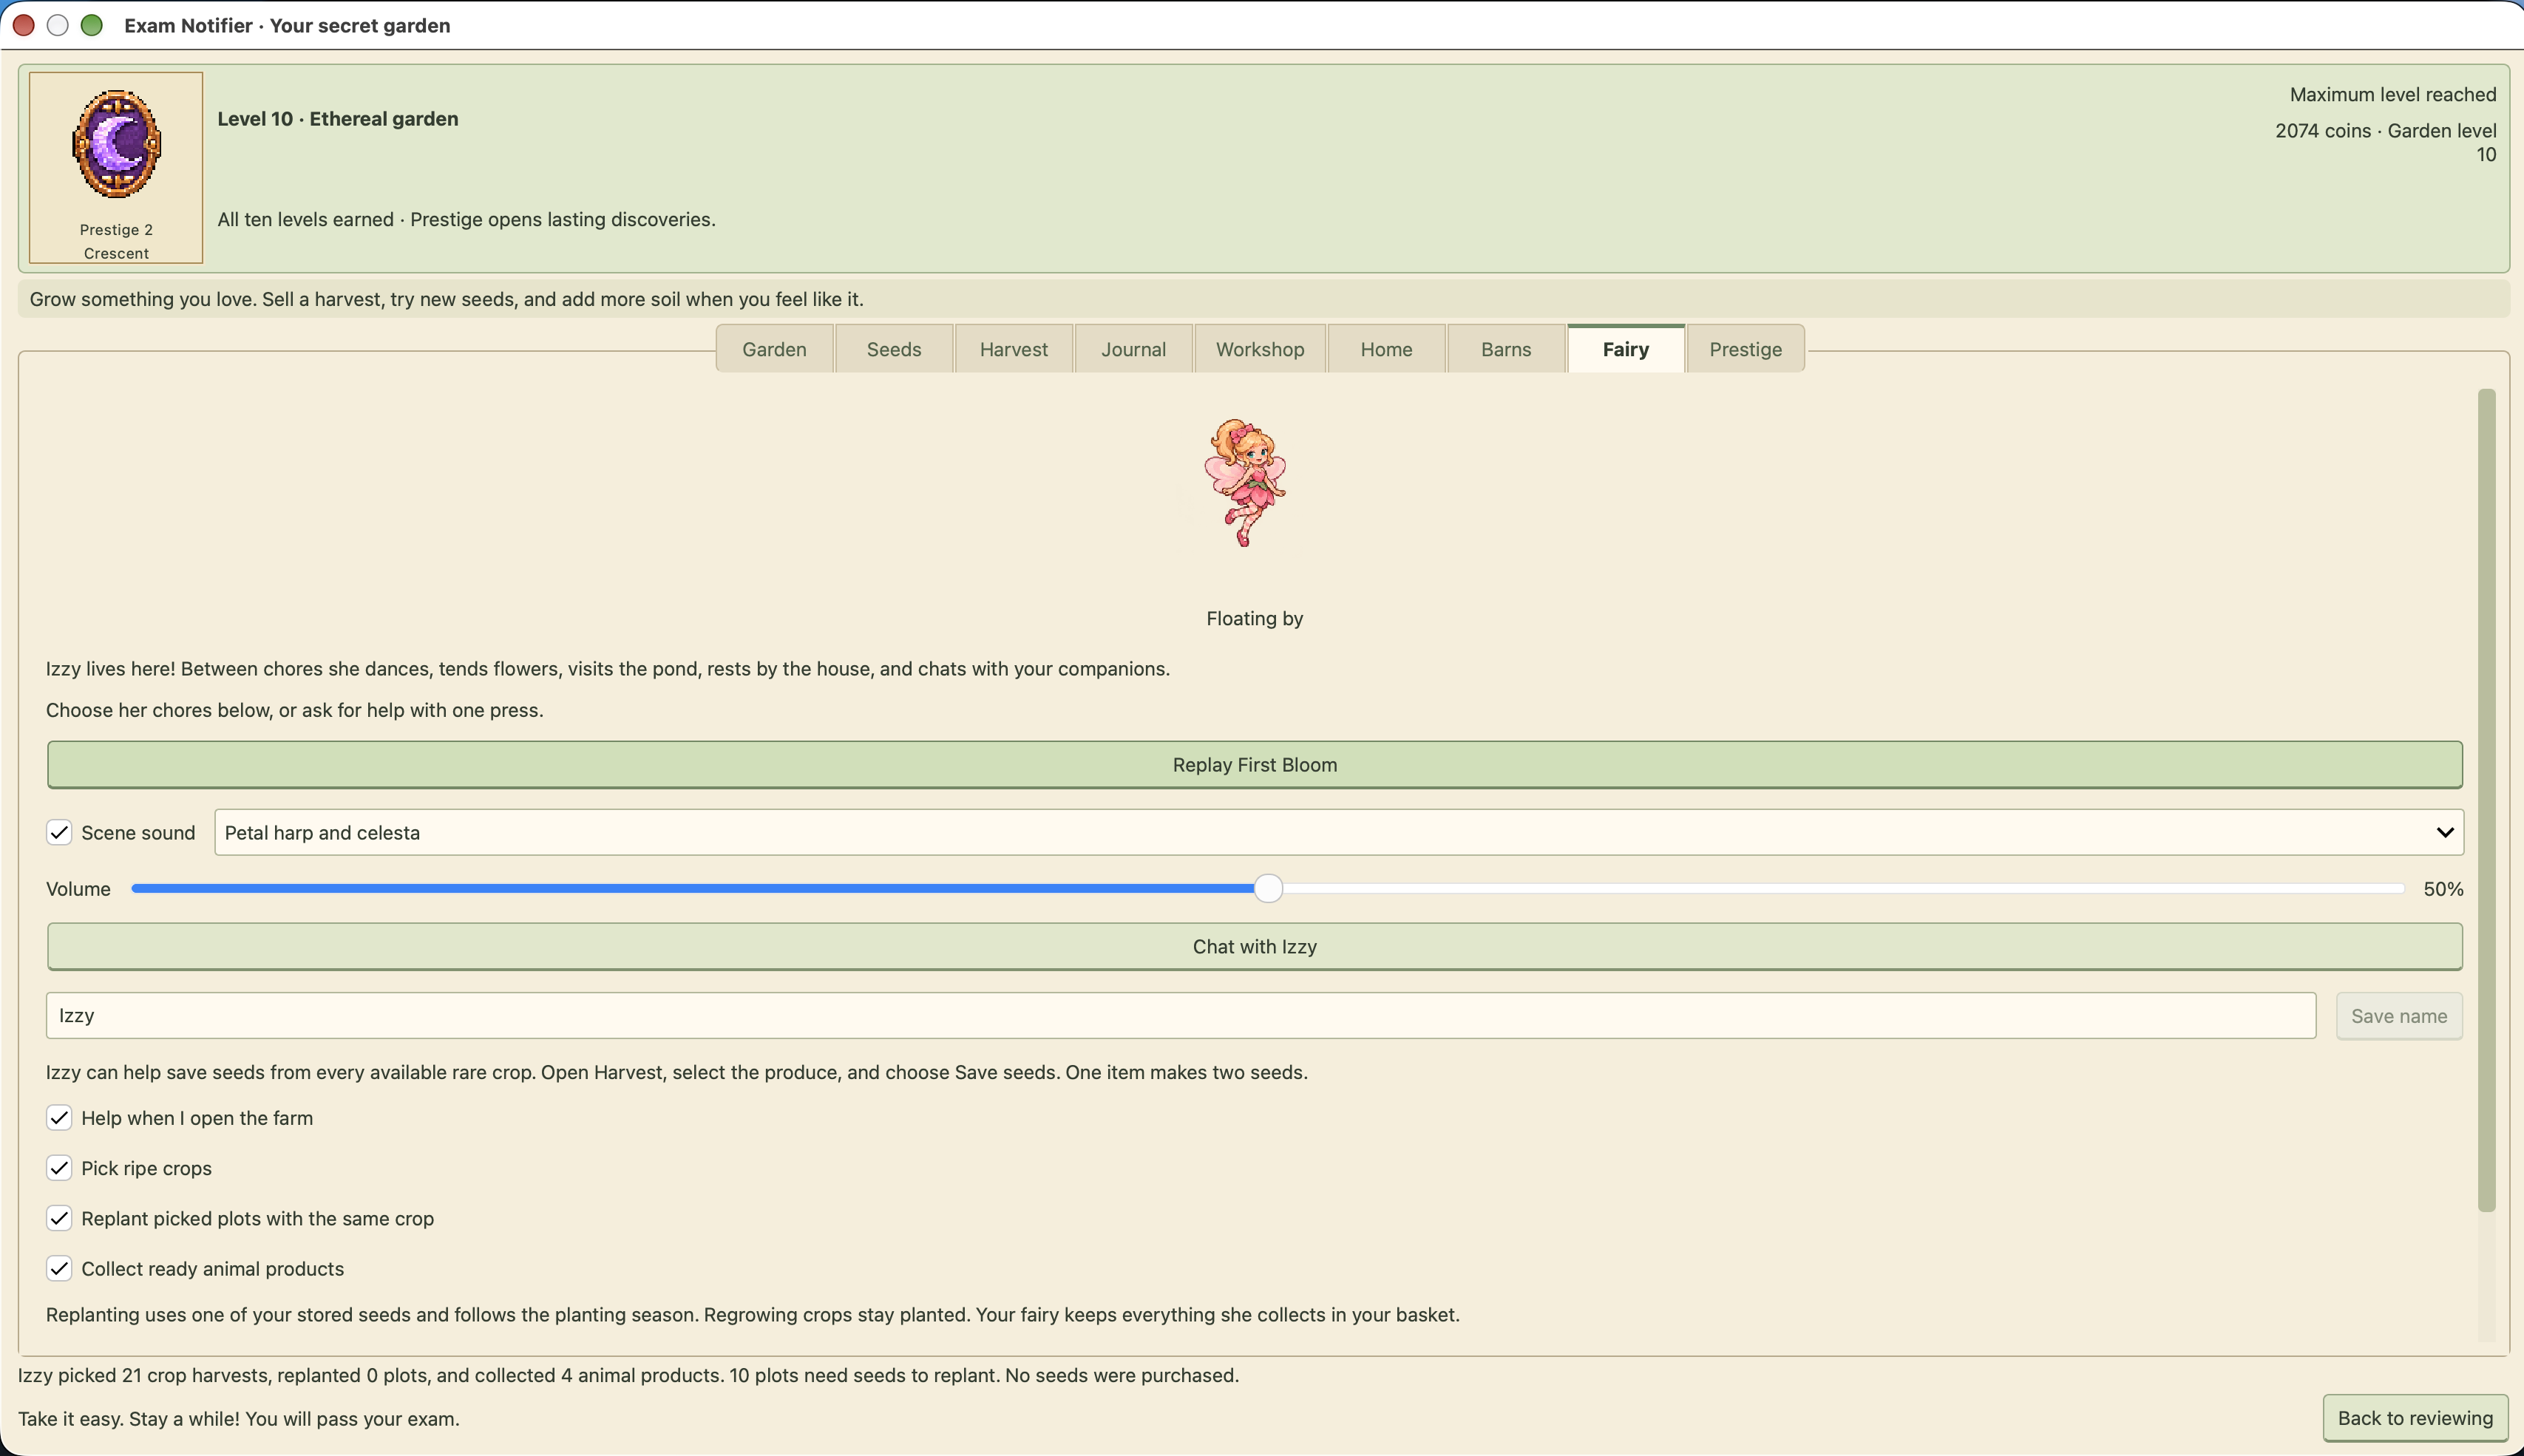 Exam Notifier · Your secret garden
Level 10 · Ethereal garden
Maximum level reached
2074 coins · Garden level
10
All ten levels earned · Prestige opens lasting discoveries.
Prestige 2
Crescent
Grow something you love. Sell a harvest, try new seeds, and add more soil when you feel like it.
Garden Seeds Harvest Journal Workshop Home Barns Fairy Prestige
Floating by
Izzy lives here! Between chores she dances, tends flowers, visits the pond, rests by the house, and chats with your companions.
Choose her chores below, or ask for help with one press.
Replay First Bloom
Scene sound Petal harp and celesta
Volume 50%
Chat with Izzy
Izzy Save name
Izzy can help save seeds from every available rare crop. Open Harvest, select the produce, and choose Save seeds. One item makes two seeds.
Help when I open the farm
Pick ripe crops
Replant picked plots with the same crop
Collect ready animal products
Replanting uses one of your stored seeds and follows the planting season. Regrowing crops stay planted. Your fairy keeps everything she collects in your basket.
Izzy picked 21 crop harvests, replanted 0 plots, and collected 4 animal products. 10 plots need seeds to replant. No seeds were purchased.
Take it easy. Stay a while! You will pass your exam.
Back to reviewing